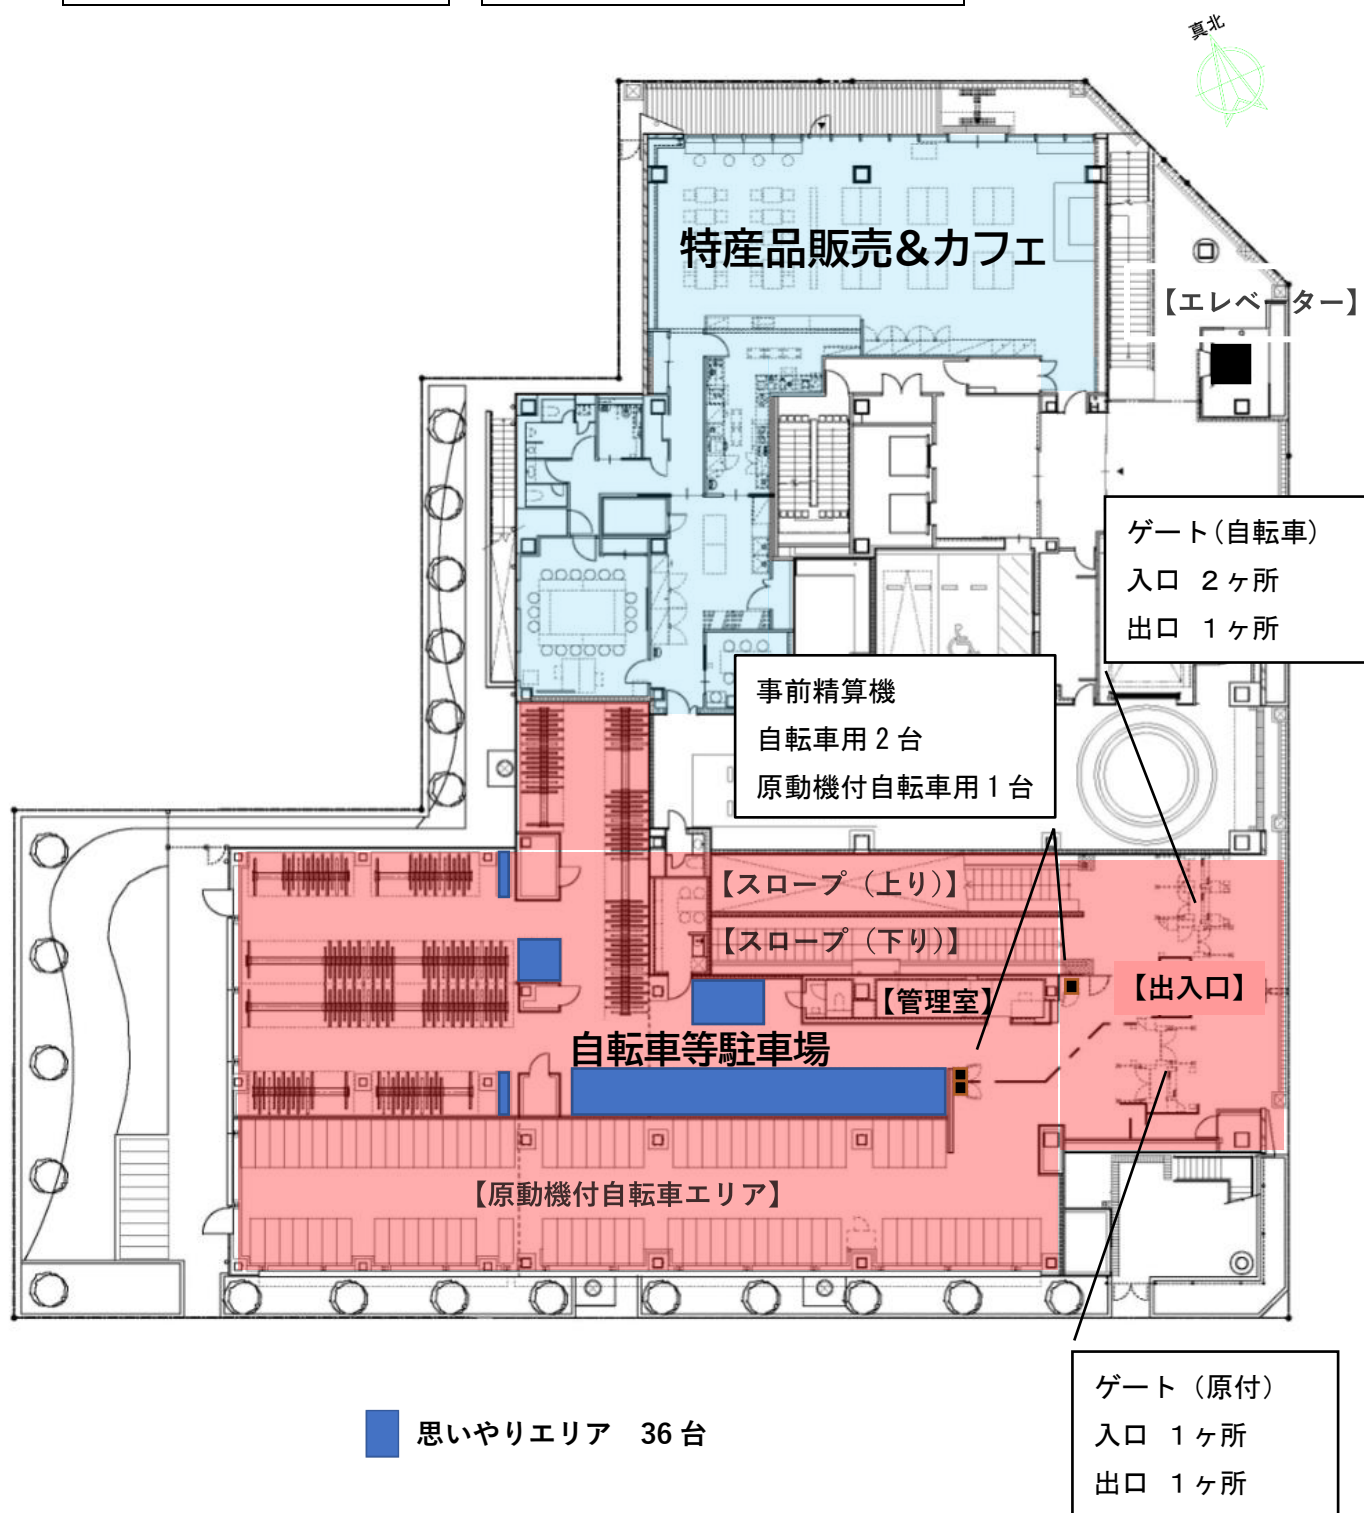 真北
特産品販売&カフェ
【エレベーター】
ゲート(自転車)
入口 2ヶ所
出口 1ヶ所
事前精算機
自転車用2台
原動機付自転車用1台
【スロープ（上り）】
【スロープ（下り）】
【管理室】
【出入口】
自転車等駐車場
【原動機付自転車エリア】
ゲート（原付）
入口 1ヶ所
出口 1ヶ所
思いやりエリア 36台